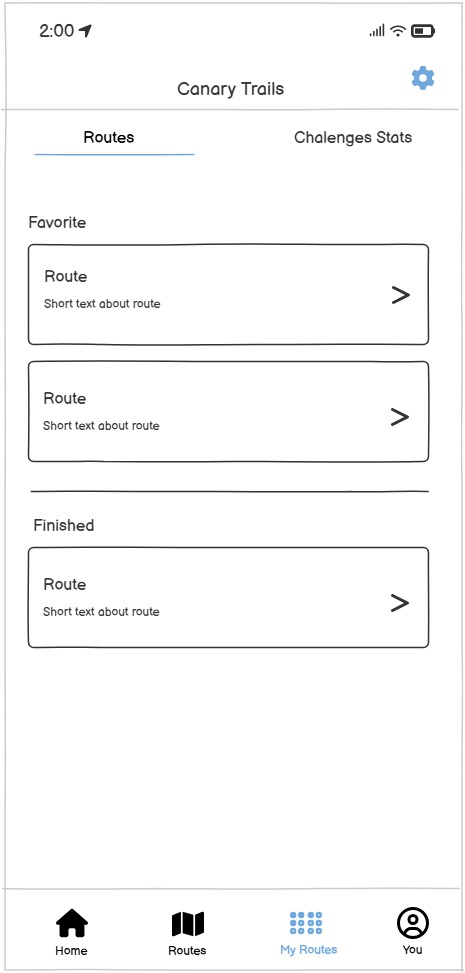 2:00
Canary Trails
Routes
Chalenges Stats
Favorite
Route
Short text about route
Route
Short text about route
Finished
Route
Short text about route
Home
Routes
My Routes
You